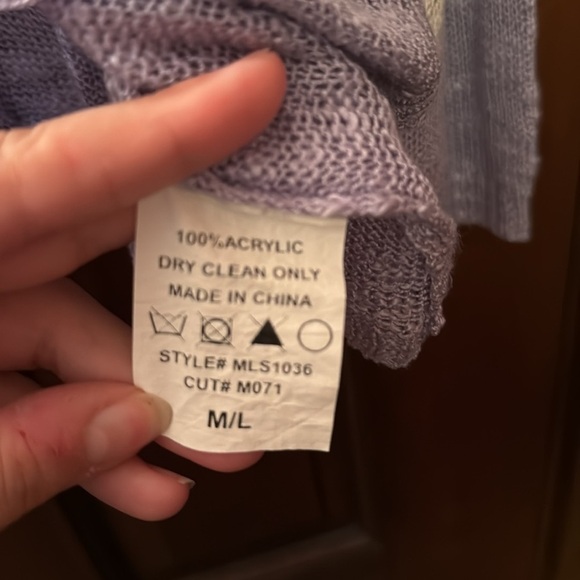 100%ACRYLIC
DRY CLEAN ONLY
MADE IN CHINA
STYLE# MLS1036
CUT# M071
M/L